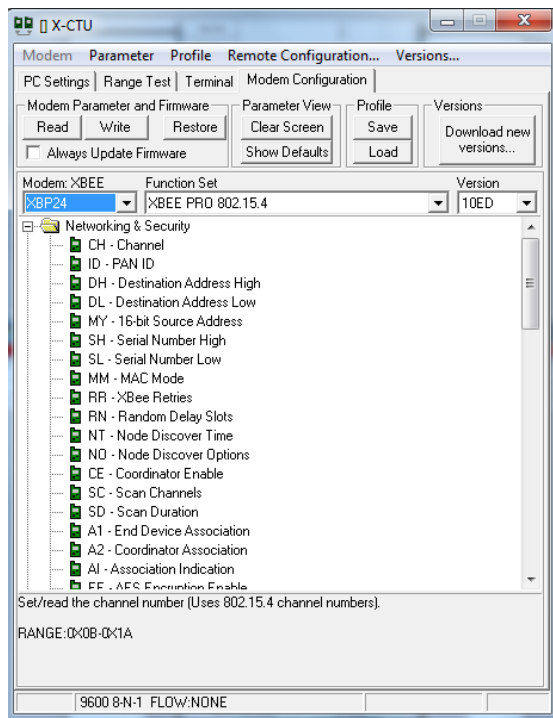 X-CTU
Modem Parameter Profile Remote Configuration... Versions...
PC Settings Range Test Terminal Modem Configuration
Modem Parameter and Firmware Parameter View Profile Versions
Read Write Restore Clear Screen Save Download new versions...
Always Update Firmware Show Defaults Load
Modem: XBEE Function Set Version
XBP24 XBEE PRO 802.15.4 10ED
Networking & Security
CH - Channel
ID - PAN ID
DH - Destination Address High
DL - Destination Address Low
MY - 16-bit Source Address
SH - Serial Number High
SL - Serial Number Low
MM - MAC Mode
RR - XBee Retries
RN - Random Delay Slots
NT - Node Discover Time
NO - Node Discover Options
CE - Coordinator Enable
SC - Scan Channels
SD - Scan Duration
A1 - End Device Association
A2 - Coordinator Association
AI - Association Indication
EE - AES Encryption Enable
Set/read the channel number (Uses 802.15.4 channel numbers).
RANGE:0X0B-0X1A
9600 8-N-1 FLOW:NONE